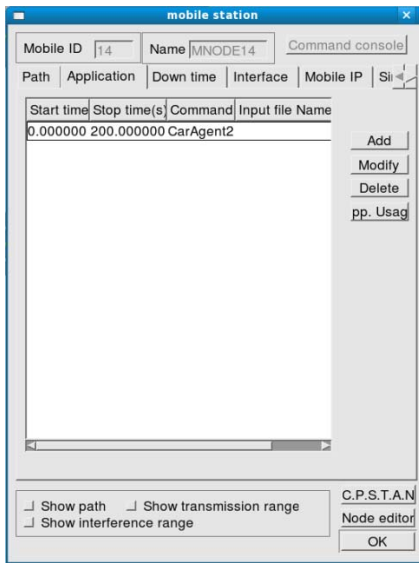 mobile station
Mobile ID 14 Name MNODE14 Command console
Path Application Down time Interface Mobile IP
Start time Stop time(s) Command Input file Name
0.000000 200.000000 CarAgent2
Add
Modify
Delete
pp. Usag
Show path Show transmission range
Show interference range
C.P.S.T.A.N
Node editor
OK